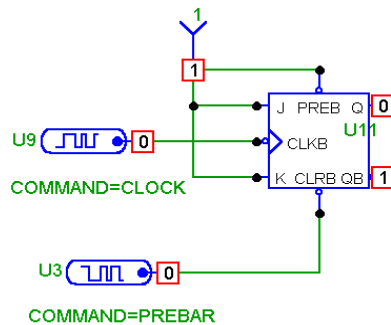 1
1
J PREB Q 0
U11
U9 0 CLKB
COMMAND=CLOCK
K CLRB QB 1
U3 0
COMMAND=PREBAR